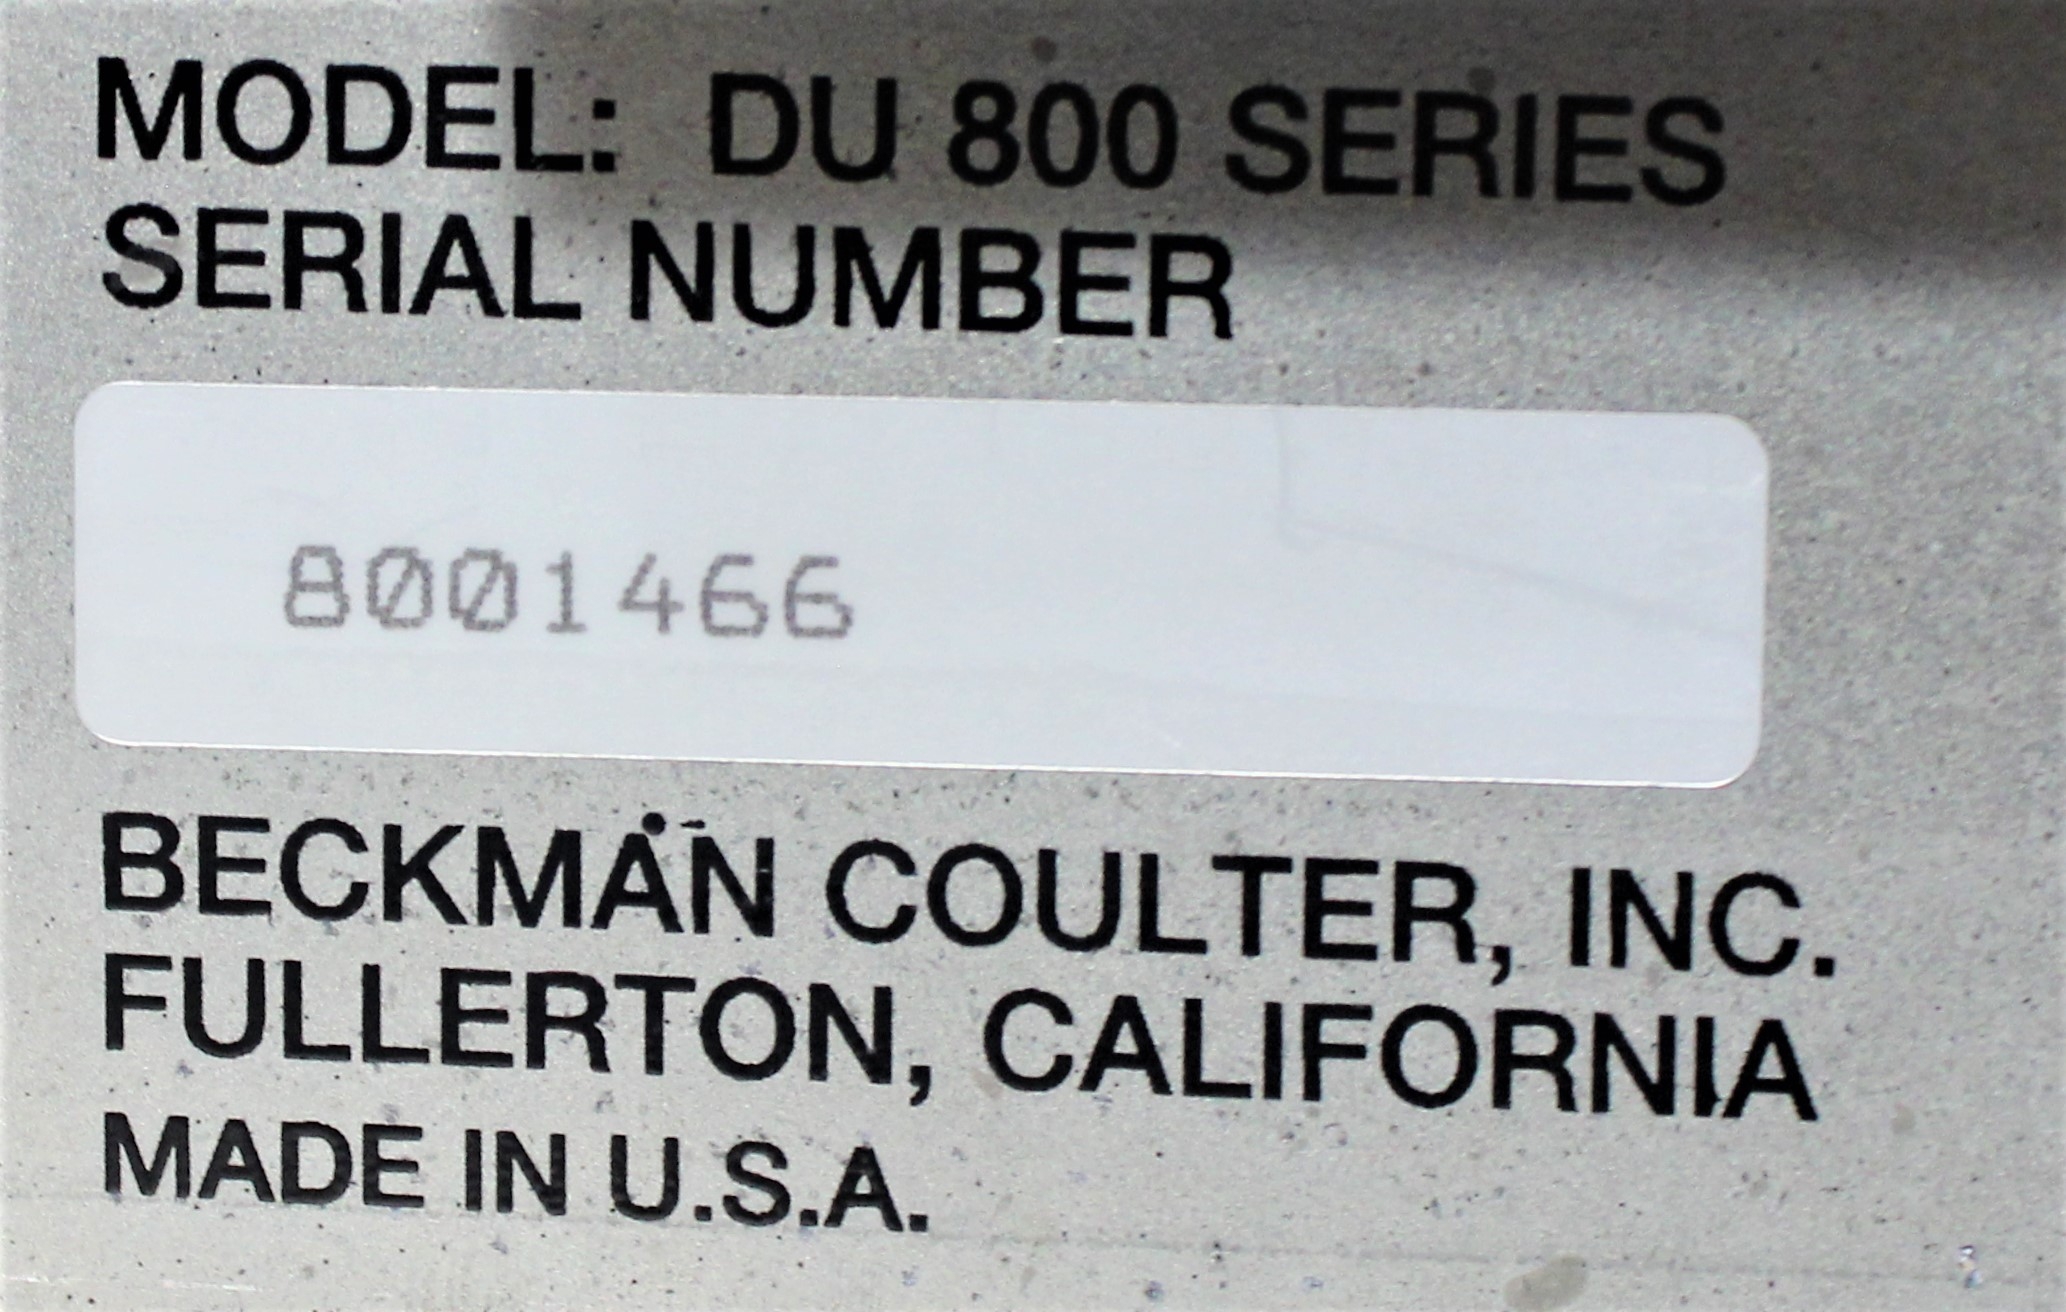 MODEL: DU 800 SERIES
SERIAL NUMBER
8001466
BECKMAN COULTER, INC.
FULLERTON, CALIFORNIA
MADE IN U.S.A.